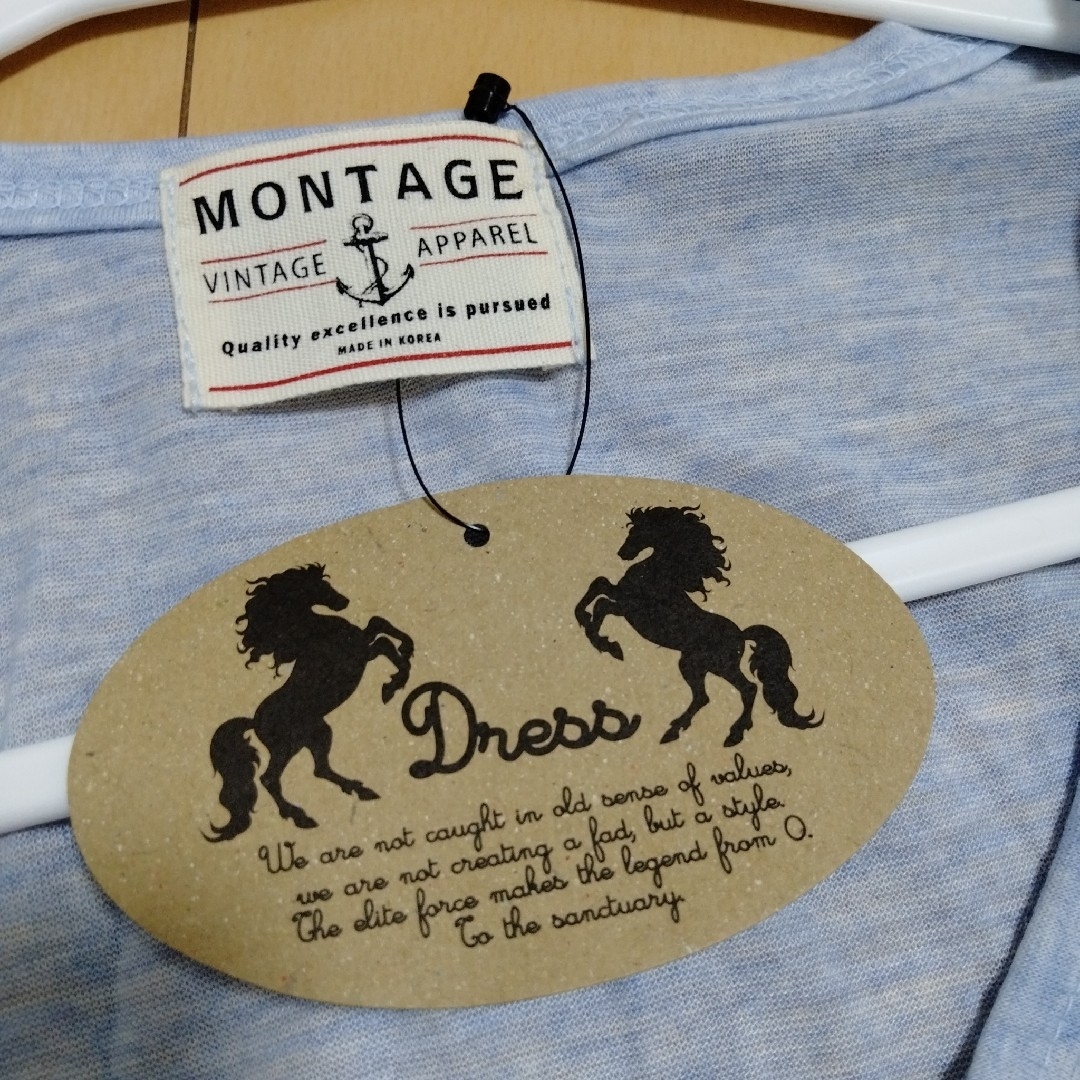 MONTAGE
VINTAGE APPAREL
Quality excellence is pursued
MADE IN KOREA
Dress
We are not caught in old sense of values,
we are not creating a fad, but a style.
The elite force makes the legend from O.
To the sanctuary.